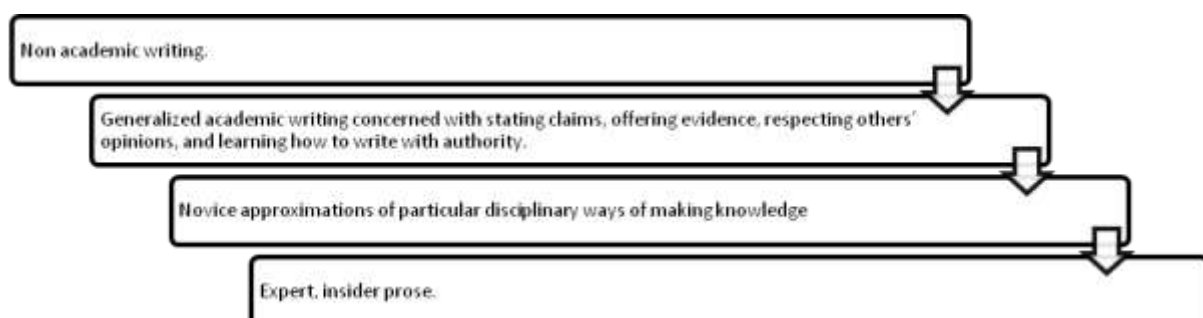 Non academic writing.
Generalized academic writing concerned with stating claims, offering evidence, respecting others'
opinions, and learning how to write with authority.
Novice approximations of particular disciplinary ways of making knowledge
Expert, insider prose.